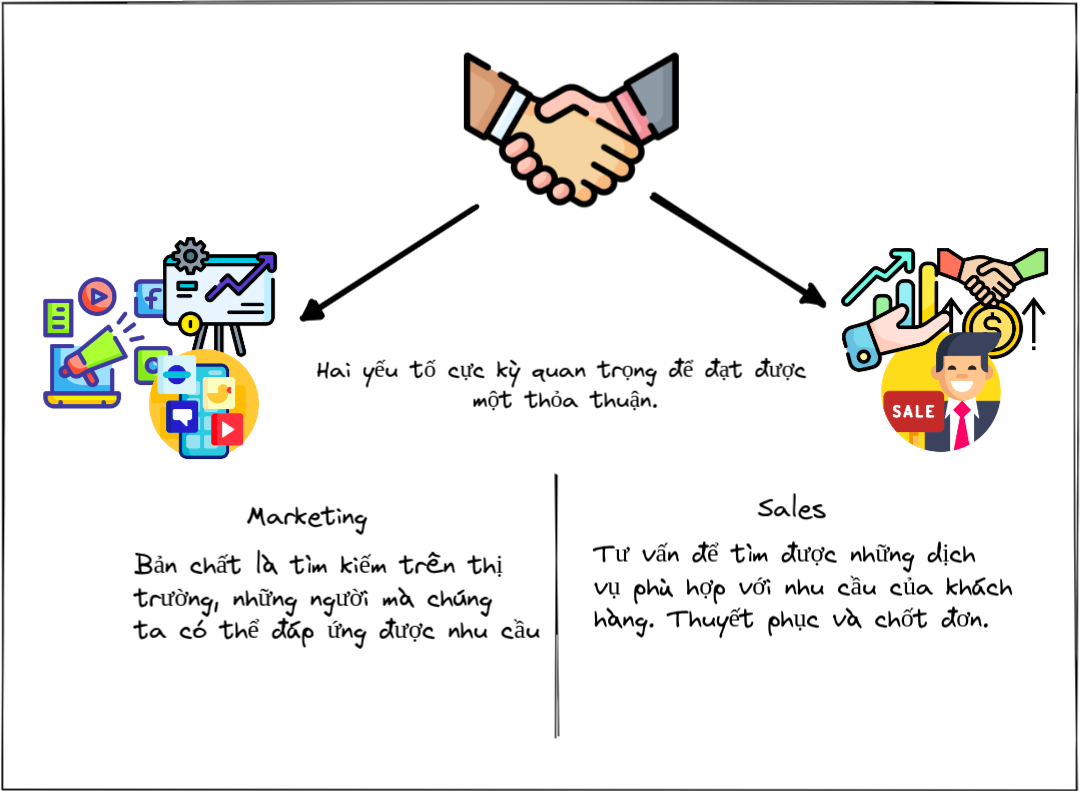 SALE
Hai yếu tố cực kỳ quan trọng để đạt được
một thỏa thuận.
Marketing
Bản chất là tìm kiếm trên thị
trường, những người mà chúng
ta có thể đáp ứng được nhu cầu
Sales
Tư vấn để tìm được những dịch
vụ phù hợp với nhu cầu của khách
hàng. Thuyết phục và chốt đơn.